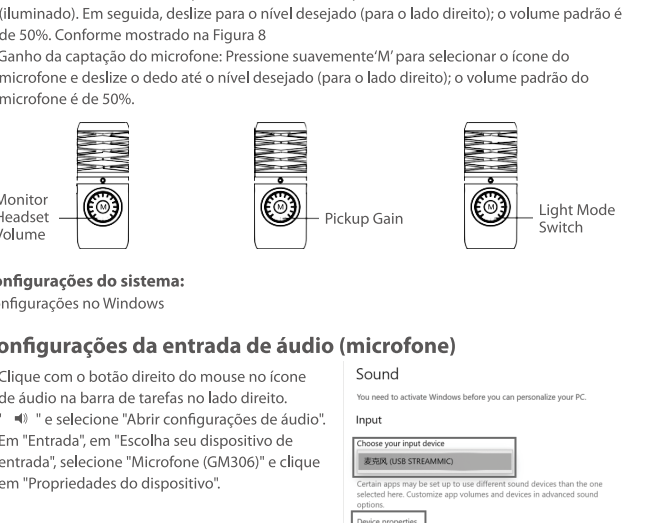 (iluminado). Em seguida, deslize para o nível desejado (para o lado direito); o volume padrão é
de 50%. Conforme mostrado na Figura 8
Ganho da captação do microfone: Pressione suavemente'M' para selecionar o ícone do
microfone e deslize o dedo até o nível desejado (para o lado direito); o volume padrão do
microfone é de 50%.
M
M
M
Monitor
Headset
Volume
Pickup Gain
Light Mode
Switch
onfigurações do sistema:
onfigurações no Windows
onfigurações da entrada de áudio (microfone)
Clique com o botão direito do mouse no ícone
de áudio na barra de tarefas no lado direito.
" " e selecione "Abrir configurações de áudio".
Em "Entrada", em "Escolha seu dispositivo de
entrada", selecione "Microfone (GM306)" e clique
em "Propriedades do dispositivo".
Sound
You need to activate Windows before you can personalize your PC.
Input
Choose your input device
麦克风 (USB STREAMMIC)
Certain apps may be set up to use different sound devices than the one
selected here. Customize app volumes and devices in advanced sound
options.
Device properties